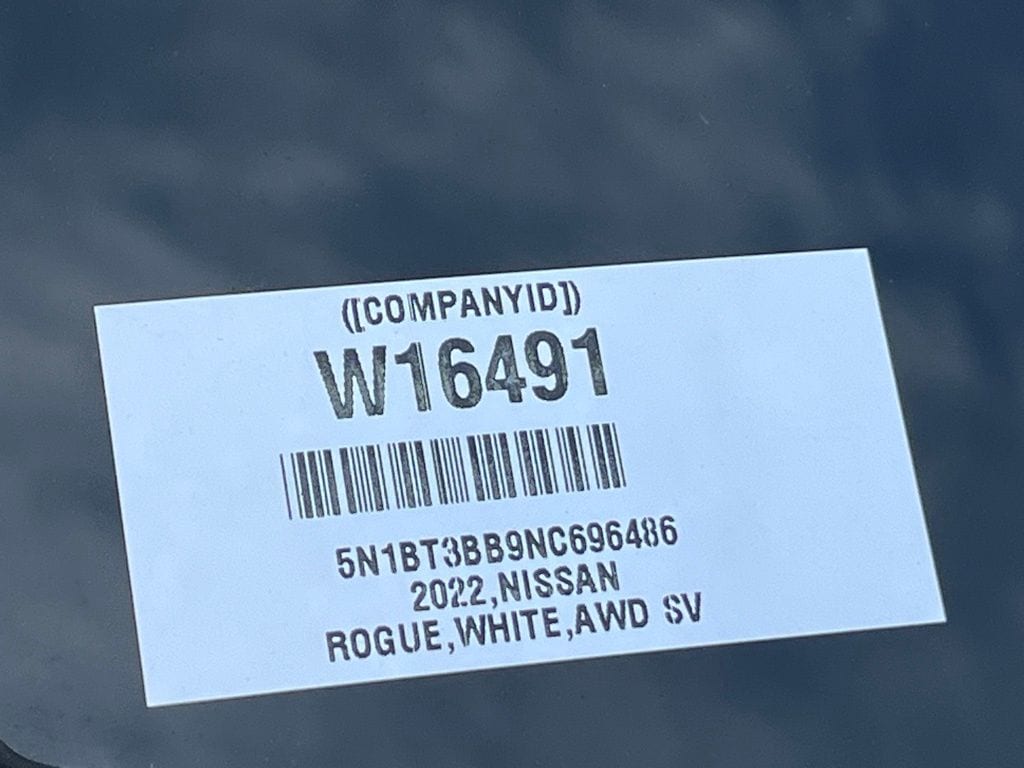 ([COMPANYID])
W16491
5N1BT3BB9NC696486
2022,NISSAN
ROGUE,WHITE,AWD SV